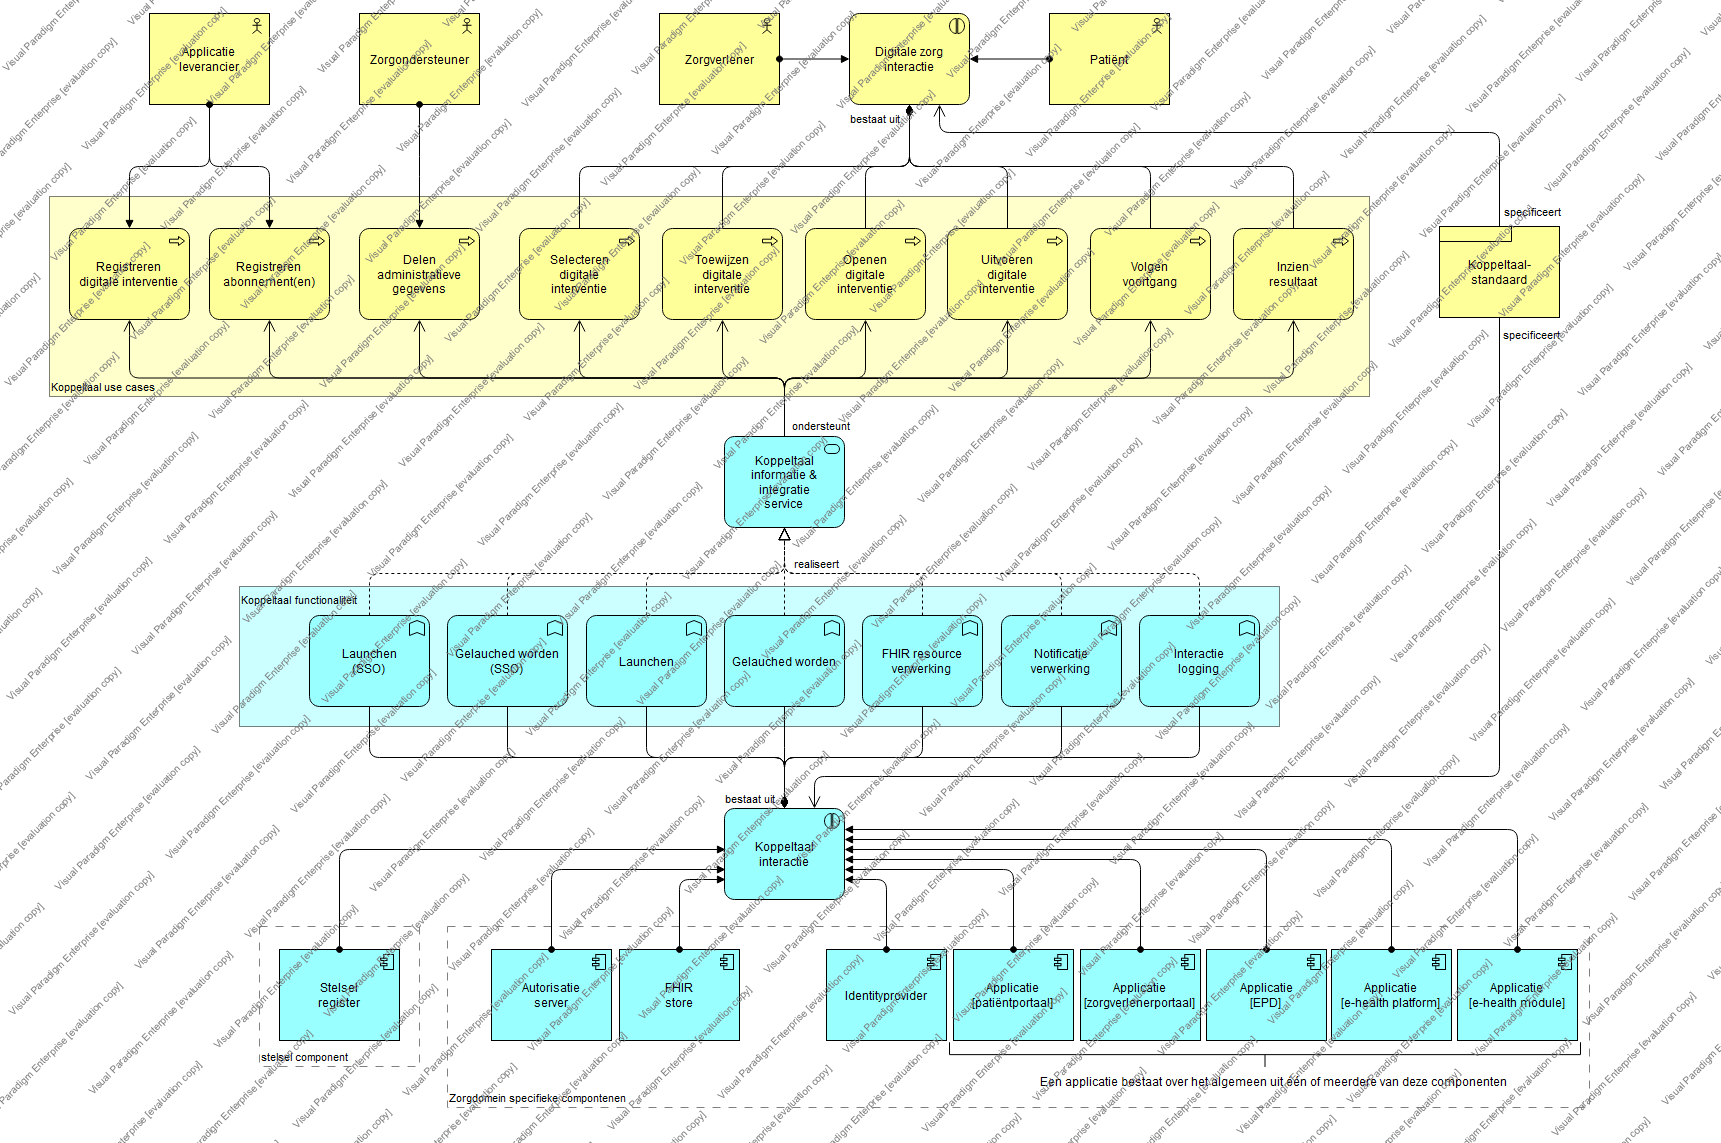 Applicatie
leverancier
Zorgondersteuner
Zorgverlener
Digitale zorg
interactie
Patiënt
bestaat uit
specificeert
Registreren
digitale interventie
Registreren
abonnement(en)
Delen
administratieve
gegevens
Selecteren
digitale
interventie
Toewijzen
digitale
interventie
Openen
digitale
interventie
Uitvoeren
digitale
interventie
Volgen
voortgang
Inzien
resultaat
Koppeltaal-
standaard
specificeert
Koppeltaal use cases
ondersteunt
Koppeltaal
informatie &
integratie
service
realiseert
Koppeltaal functionaliteit
Launchen
(SSO)
Gelauched worden
(SSO)
Launchen
Gelauched worden
FHIR resource
verwerking
Notificatie
verwerking
Interactie
logging
bestaat uit
Koppeltaal
interactie
Stelsel
register
Autorisatie
server
FHIR
store
Identityprovider
Applicatie
[patiëntportaal]
Applicatie
[zorgverlenerportaal]
Applicatie
[EPD]
Applicatie
[e-health platform]
Applicatie
[e-health module]
stelsel component
Een applicatie bestaat over het algemeen uit één of meerdere van deze componenten
Zorgdomein specifieke compontenen
Visual Paradigm Enterprise [evaluation copy]